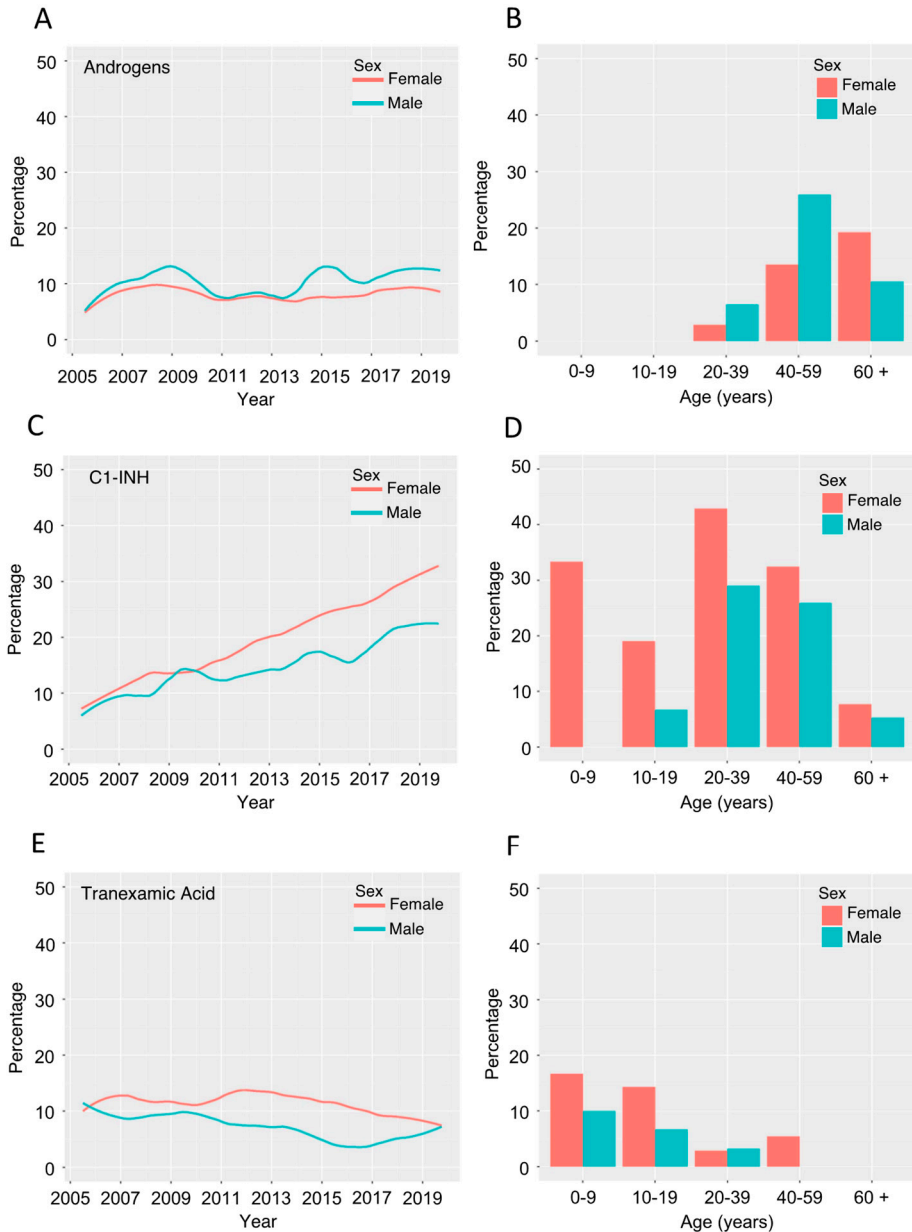 A
Androgens
Sex
Female
Male
50
40
30
20
10
0
Percentage
2005 2007 2009 2011 2013 2015 2017 2019
Year
B
Sex
Female
Male
50
40
30
20
10
0
Percentage
0-9 10-19 20-39 40-59 60 +
Age (years)
C
C1-INH
Sex
Female
Male
50
40
30
20
10
0
Percentage
2005 2007 2009 2011 2013 2015 2017 2019
Year
D
Sex
Female
Male
50
40
30
20
10
0
Percentage
0-9 10-19 20-39 40-59 60 +
Age (years)
E
Tranexamic Acid
Sex
Female
Male
50
40
30
20
10
0
Percentage
2005 2007 2009 2011 2013 2015 2017 2019
Year
F
Sex
Female
Male
50
40
30
20
10
0
Percentage
0-9 10-19 20-39 40-59 60 +
Age (years)